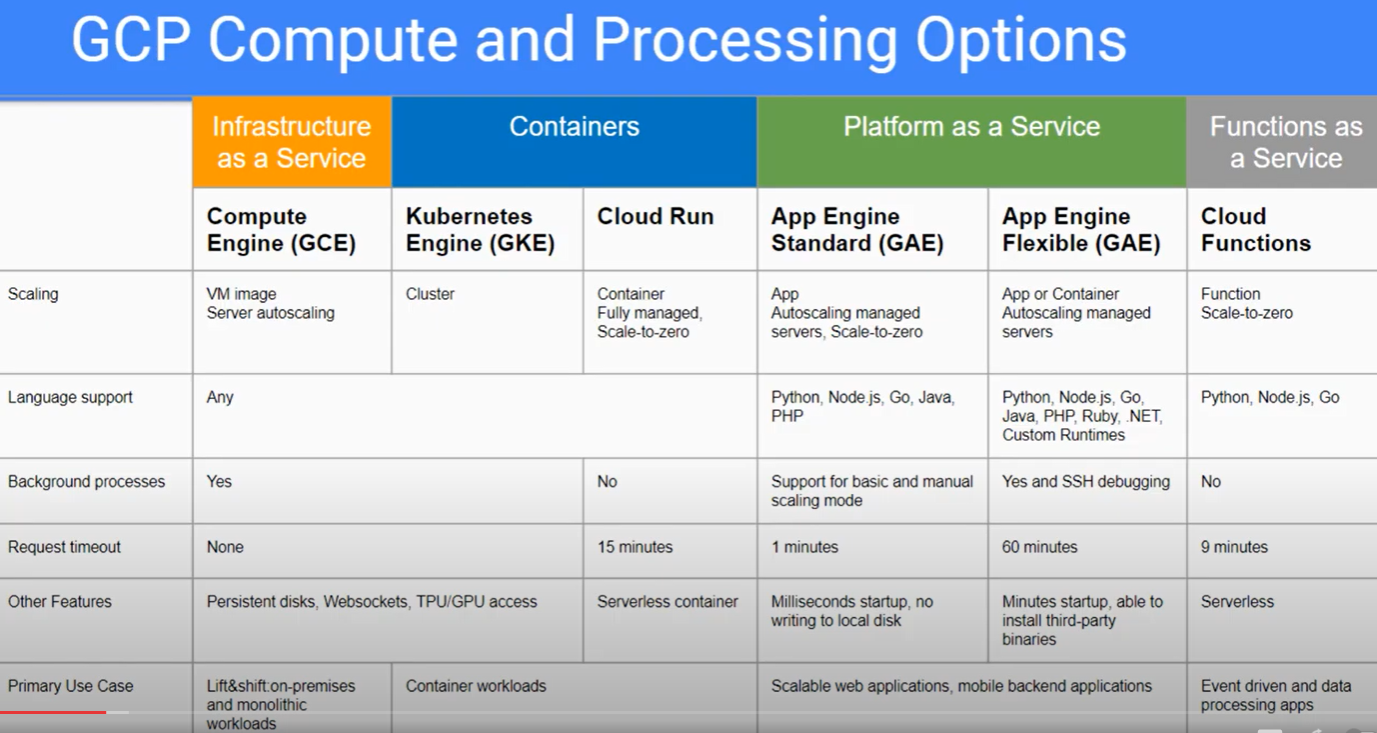 GCP Compute and Processing Options
Infrastructure
as a Service
Containers
Platform as a Service
Functions as
a Service
Compute
Engine (GCE)
Kubernetes
Engine (GKE)
Cloud Run
App Engine
Standard (GAE)
App Engine
Flexible (GAE)
Cloud
Functions
Scaling
VM image
Server autoscaling
Cluster
Container
Fully managed,
Scale-to-zero
App
Autoscaling managed
servers, Scale-to-zero
App or Container
Autoscaling managed
servers
Function
Scale-to-zero
Language support
Any
Python, Node.js, Go, Java,
PHP
Python, Node.js, Go,
Java, PHP, Ruby, .NET,
Custom Runtimes
Python, Node.js, Go
Background processes
Yes
No
Support for basic and manual
scaling mode
Yes and SSH debugging
No
Request timeout
None
15 minutes
1 minutes
60 minutes
9 minutes
Other Features
Persistent disks, Websockets, TPU/GPU access
Serverless container
Milliseconds startup, no
writing to local disk
Minutes startup, able to
install third-party
binaries
Serverless
Primary Use Case
Lift&shift:on-premises
and monolithic
workloads
Container workloads
Scalable web applications, mobile backend applications
Event driven and data
processing apps